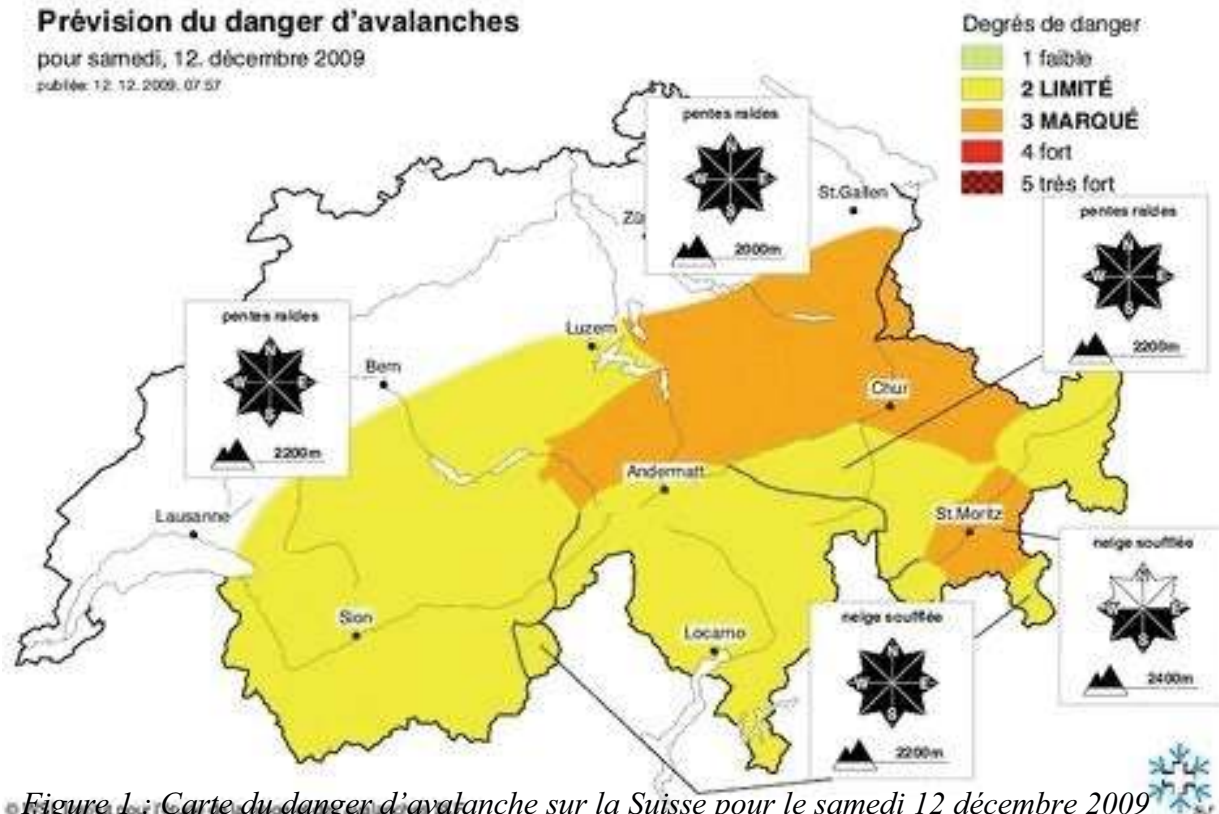 Prévision du danger d'avalanches
pour samedi, 12. décembre 2009
publiée: 12. 12. 2009, 07:57
Degrés de danger
1 faible
2 LIMITÉ
3 MARQUÉ
4 fort
5 très fort
pentes raides
N
W E
S
2000m
St.Gallen
Zü
pentes raides
N
W E
S
2200m
pentes raides
N
W E
S
2200m
Luzern
Bern
Chur
Andermatt
Lausanne
St.Moritz
neige soufflée
S
2400m
Sion
Locarno
neige soufflée
N
W E
S
2200m
Figure 1 : Carte du danger d'avalanche sur la Suisse pour le samedi 12 décembre 2009